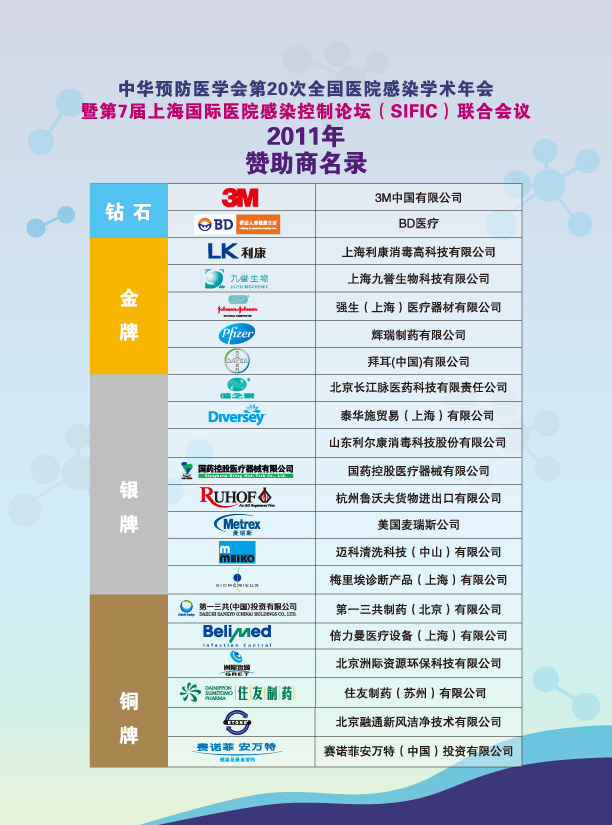 中华预防医学会第20次全国医院感染学术年会
暨第7届上海国际医院感染控制论坛（SIFIC）联合会议
2011年
赞助商名录
钻 石
3M
3M中国有限公司
BD
BD医疗
金牌
LK 利康
上海利康消毒高科技有限公司
九誉生物
JIUYU BIOCHEMIC
上海九誉生物科技有限公司
Johnson&Johnson
强生（上海）医疗器材有限公司
Pfizer
辉瑞制药有限公司
BAYER
拜耳(中国)有限公司
银牌
北京长江脉医药科技有限责任公司
Diversey
泰华施贸易（上海）有限公司
山东利尔康消毒科技股份有限公司
国药控股医疗器械有限公司
国药控股医疗器械有限公司
RUHOF
杭州鲁沃夫货物进出口有限公司
Metrex
麦瑞斯
美国麦瑞斯公司
MEIKO
迈科清洗科技（中山）有限公司
BIOMÉRIEUX
梅里埃诊断产品（上海）有限公司
铜牌
第一三共(中国)投资有限公司
DAIICHI SANKYO (CHINA) HOLDINGS CO., LTD.
第一三共制药（北京）有限公司
Belimed
Infection Control
倍力曼医疗设备（上海）有限公司
洲际资源
GRET
北京洲际资源环保科技有限公司
DAINIPPON
SUMITOMO
PHARMA
住友制药
住友制药（苏州）有限公司
北京融通新风洁净技术有限公司
赛诺菲 安万特
赛诺菲安万特（中国）投资有限公司